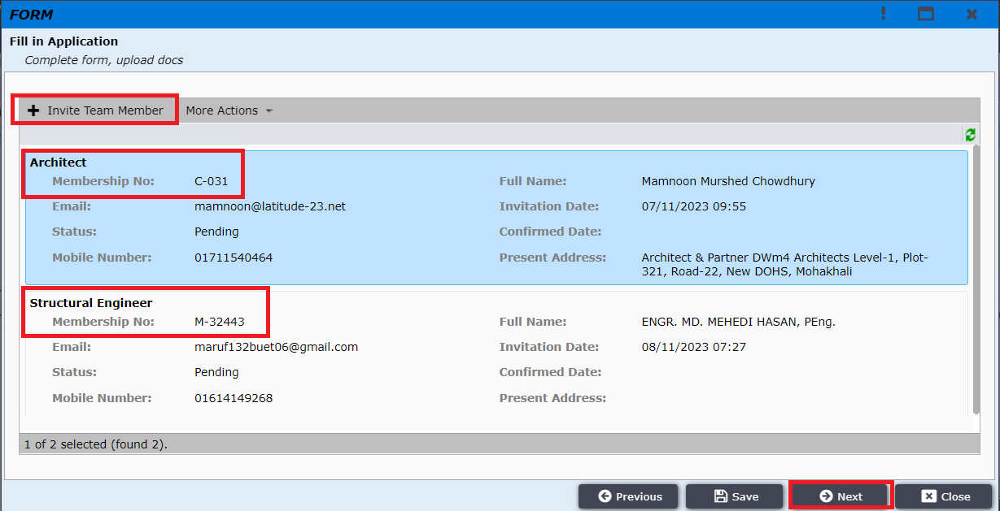 FORM
Fill in Application
Complete form, upload docs
Invite Team Member More Actions
Architect
Membership No: C-031 Full Name: Mamnoon Murshed Chowdhury
Email: mamnoon@latitude-23.net Invitation Date: 07/11/2023 09:55
Status: Pending Confirmed Date:
Mobile Number: 01711540464 Present Address: Architect & Partner DWm4 Architects Level-1, Plot-
321, Road-22, New DOHS, Mohakhali
Structural Engineer
Membership No: M-32443 Full Name: ENGR. MD. MEHEDI HASAN, PEng.
Email: maruf132buet06@gmail.com Invitation Date: 08/11/2023 07:27
Status: Pending Confirmed Date:
Mobile Number: 01614149268 Present Address:
1 of 2 selected (found 2).
Previous Save Next Close